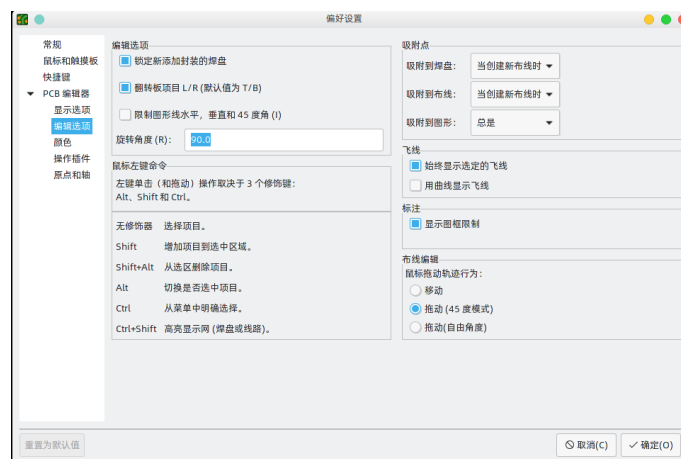 偏好设置
常规
鼠标和触摸板
快捷键
PCB 编辑器
显示选项
编辑选项
颜色
操作插件
原点和轴
编辑选项
锁定新添加封装的焊盘
翻转板项目 L/R (默认值为 T/B)
限制图形线水平，垂直和 45 度角 (I)
旋转角度 (R):
90.0
鼠标左键命令
左键单击（和拖动）操作取决于 3 个修饰键:
Alt、Shift 和 Ctrl。
无修饰器 选择项目。
Shift 增加项目到选中区域。
Shift+Alt 从选区删除项目。
Alt 切换是否选中项目。
Ctrl 从菜单中明确选择。
Ctrl+Shift 高亮显示网 (焊盘或线路)。
吸附点
吸附到焊盘: 当创建新布线时
吸附到布线: 当创建新布线时
吸附到图形: 总是
飞线
始终显示选定的飞线
用曲线显示飞线
标注
显示图框限制
布线编辑
鼠标拖动轨迹行为:
移动
拖动 (45 度模式)
拖动(自由角度)
重置为默认值
取消(C)
确定(O)